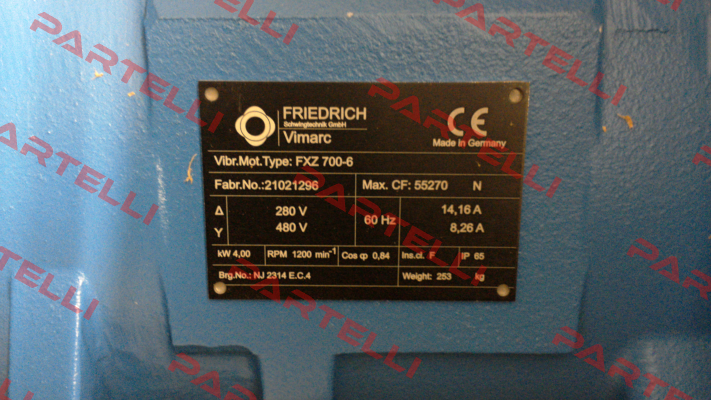 FRIEDRICH
Schwingtechnik GmbH
Vimarc
CE
Made In Germany
Vibr.Mot.Type: FXZ 700-6
Fabr.No.:21021296 Max. CF: 55270 N
Δ 280 V 60 Hz 14,16 A
Y 480 V 8,26 A
kW 4,00 RPM 1200 min⁻¹ Cos φ 0,84 Ins.cl. F IP 65
Brg.No.: NJ 2314 E.C.4 Weight: 253 kg
PARTELLI
PARTELLI
PARTELLI
PARTELLI
PARTELLI
PARTELLI
PARTELLI
PARTELLI